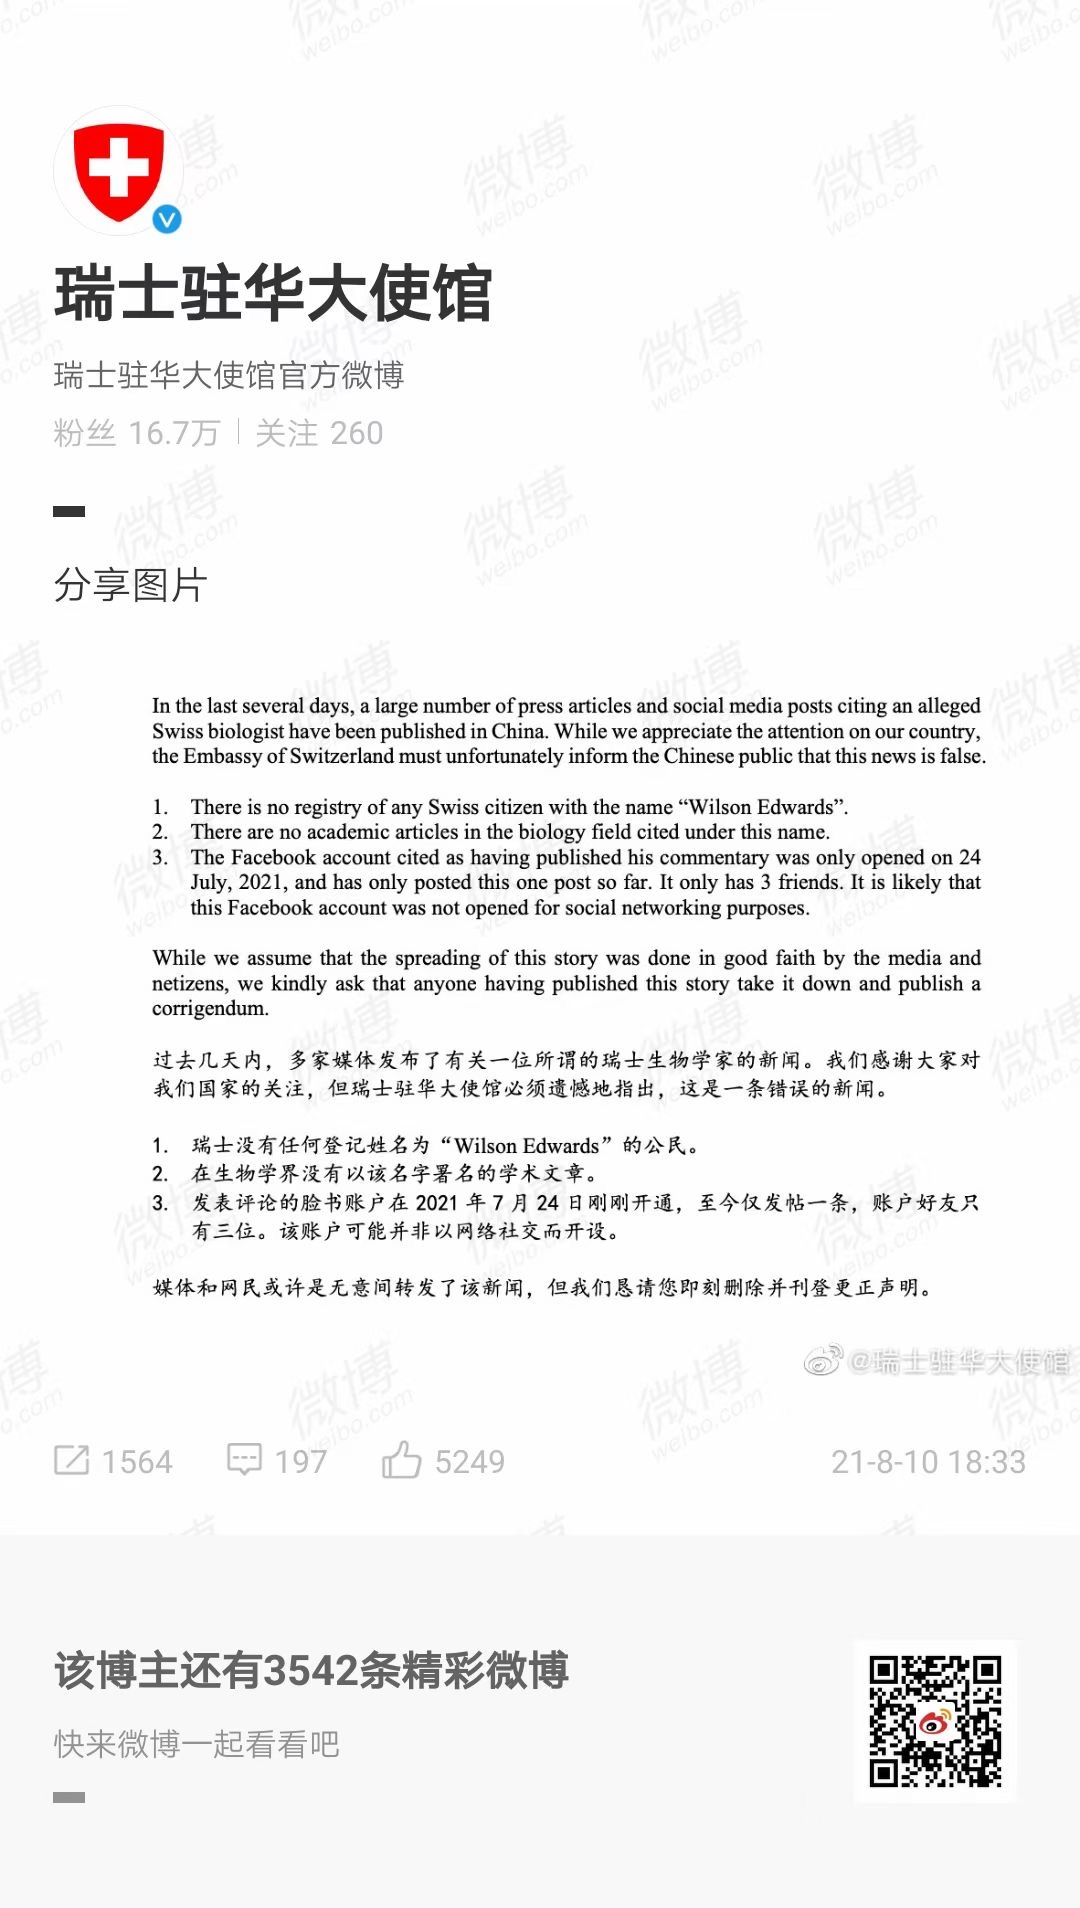 瑞士驻华大使馆
瑞士驻华大使馆官方微博
粉丝 16.7万 | 关注 260
分享图片
In the last several days, a large number of press articles and social media posts citing an alleged
Swiss biologist have been published in China. While we appreciate the attention on our country,
the Embassy of Switzerland must unfortunately inform the Chinese public that this news is false.
1. There is no registry of any Swiss citizen with the name “Wilson Edwards”.
2. There are no academic articles in the biology field cited under this name.
3. The Facebook account cited as having published his commentary was only opened on 24
July, 2021, and has only posted this one post so far. It only has 3 friends. It is likely that
this Facebook account was not opened for social networking purposes.
While we assume that the spreading of this story was done in good faith by the media and
netizens, we kindly ask that anyone having published this story take it down and publish a
corrigendum.
过去几天内，多家媒体发布了有关一位所谓的瑞士生物学家的新闻。我们感谢大家对
我们国家的关注，但瑞士驻华大使馆必须遗憾地指出，这是一条错误的新闻。
1. 瑞士没有任何登记姓名为“Wilson Edwards”的公民。
2. 在生物学界没有以该名字署名的学术文章。
3. 发表评论的脸书账户在 2021 年 7 月 24 日刚刚开通，至今仅发帖一条，账户好友只
有三位。该账户可能并非以网络社交而开设。
媒体和网民或许是无意间转发了该新闻，但我们恳请您即刻删除并刊登更正声明。
@瑞士驻华大使馆
1564 197 5249 21-8-10 18:33
该博主还有3542条精彩微博
快来微博一起看看吧
微博
weibo.com